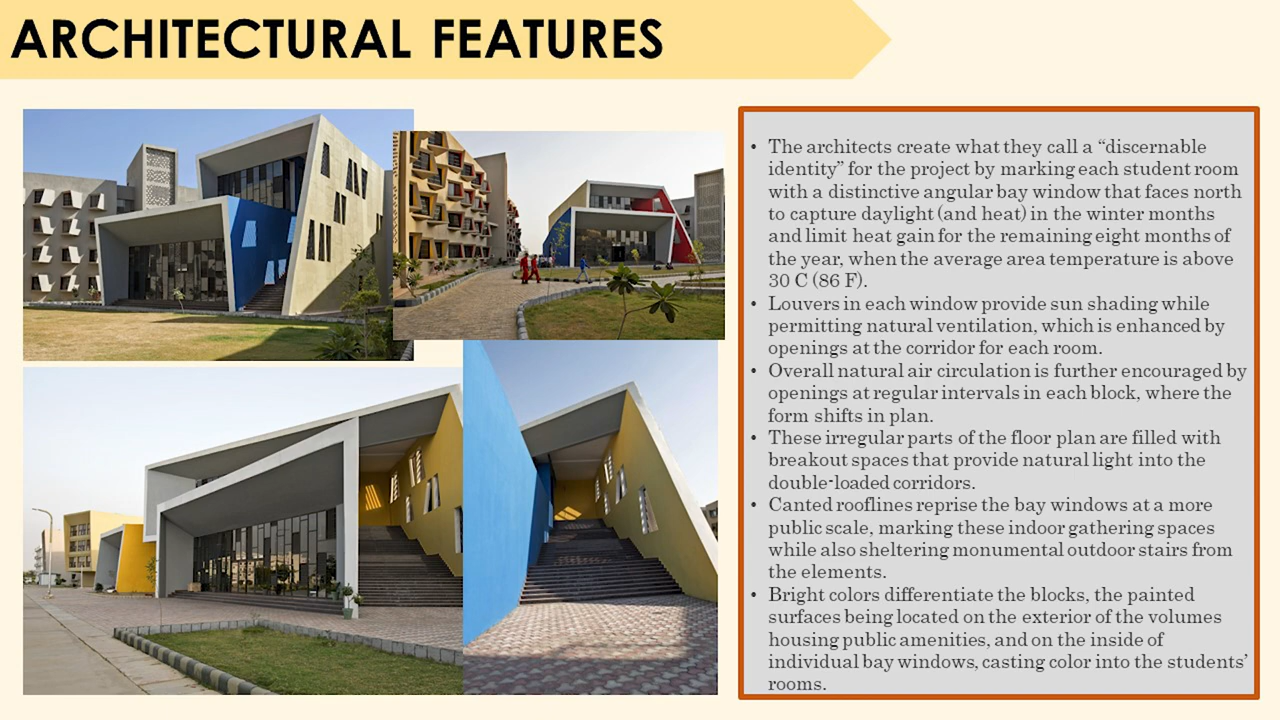 ARCHITECTURAL FEATURES
• The architects create what they call a “discernable
identity” for the project by marking each student room
with a distinctive angular bay window that faces north
to capture daylight (and heat) in the winter months
and limit heat gain for the remaining eight months of
the year, when the average area temperature is above
30 C (86 F).
• Louvers in each window provide sun shading while
permitting natural ventilation, which is enhanced by
openings at the corridor for each room.
• Overall natural air circulation is further encouraged by
openings at regular intervals in each block, where the
form shifts in plan.
• These irregular parts of the floor plan are filled with
breakout spaces that provide natural light into the
double-loaded corridors.
• Canted rooflines reprise the bay windows at a more
public scale, marking these indoor gathering spaces
while also sheltering monumental outdoor stairs from
the elements.
• Bright colors differentiate the blocks, the painted
surfaces being located on the exterior of the volumes
housing public amenities, and on the inside of
individual bay windows, casting color into the students’
rooms.